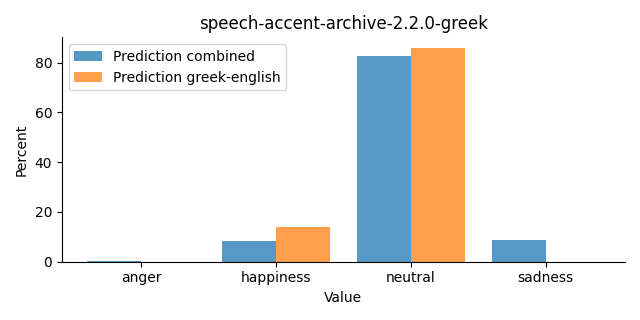 speech-accent-archive-2.2.0-greek
Prediction combined
Prediction greek-english
Percent
80
60
40
20
0
anger happiness neutral sadness
Value